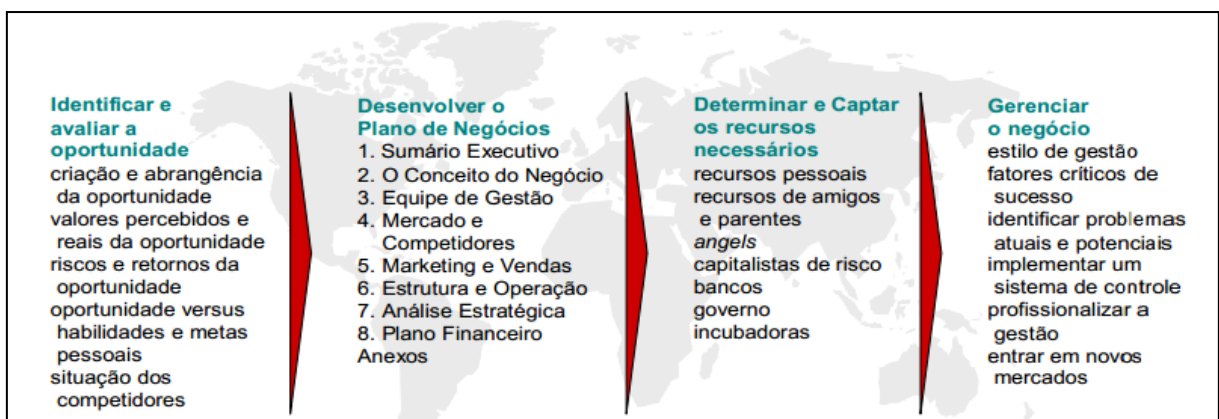 Identificar e
avaliar a
oportunidade
criação e abrangência
da oportunidade
valores percebidos e
reais da oportunidade
riscos e retornos da
oportunidade
oportunidade versus
habilidades e metas
pessoais
situação dos
competidores
Desenvolver o
Plano de Negócios
1. Sumário Executivo
2. O Conceito do Negócio
3. Equipe de Gestão
4. Mercado e
Competidores
5. Marketing e Vendas
6. Estrutura e Operação
7. Análise Estratégica
8. Plano Financeiro
Anexos
Determinar e Captar
os recursos
necessários
recursos pessoais
recursos de amigos
e parentes
angels
capitalistas de risco
bancos
governo
incubadoras
Gerenciar
o negócio
estilo de gestão
fatores críticos de
sucesso
identificar problemas
atuais e potenciais
implementar um
sistema de controle
profissionalizar a
gestão
entrar em novos
mercados